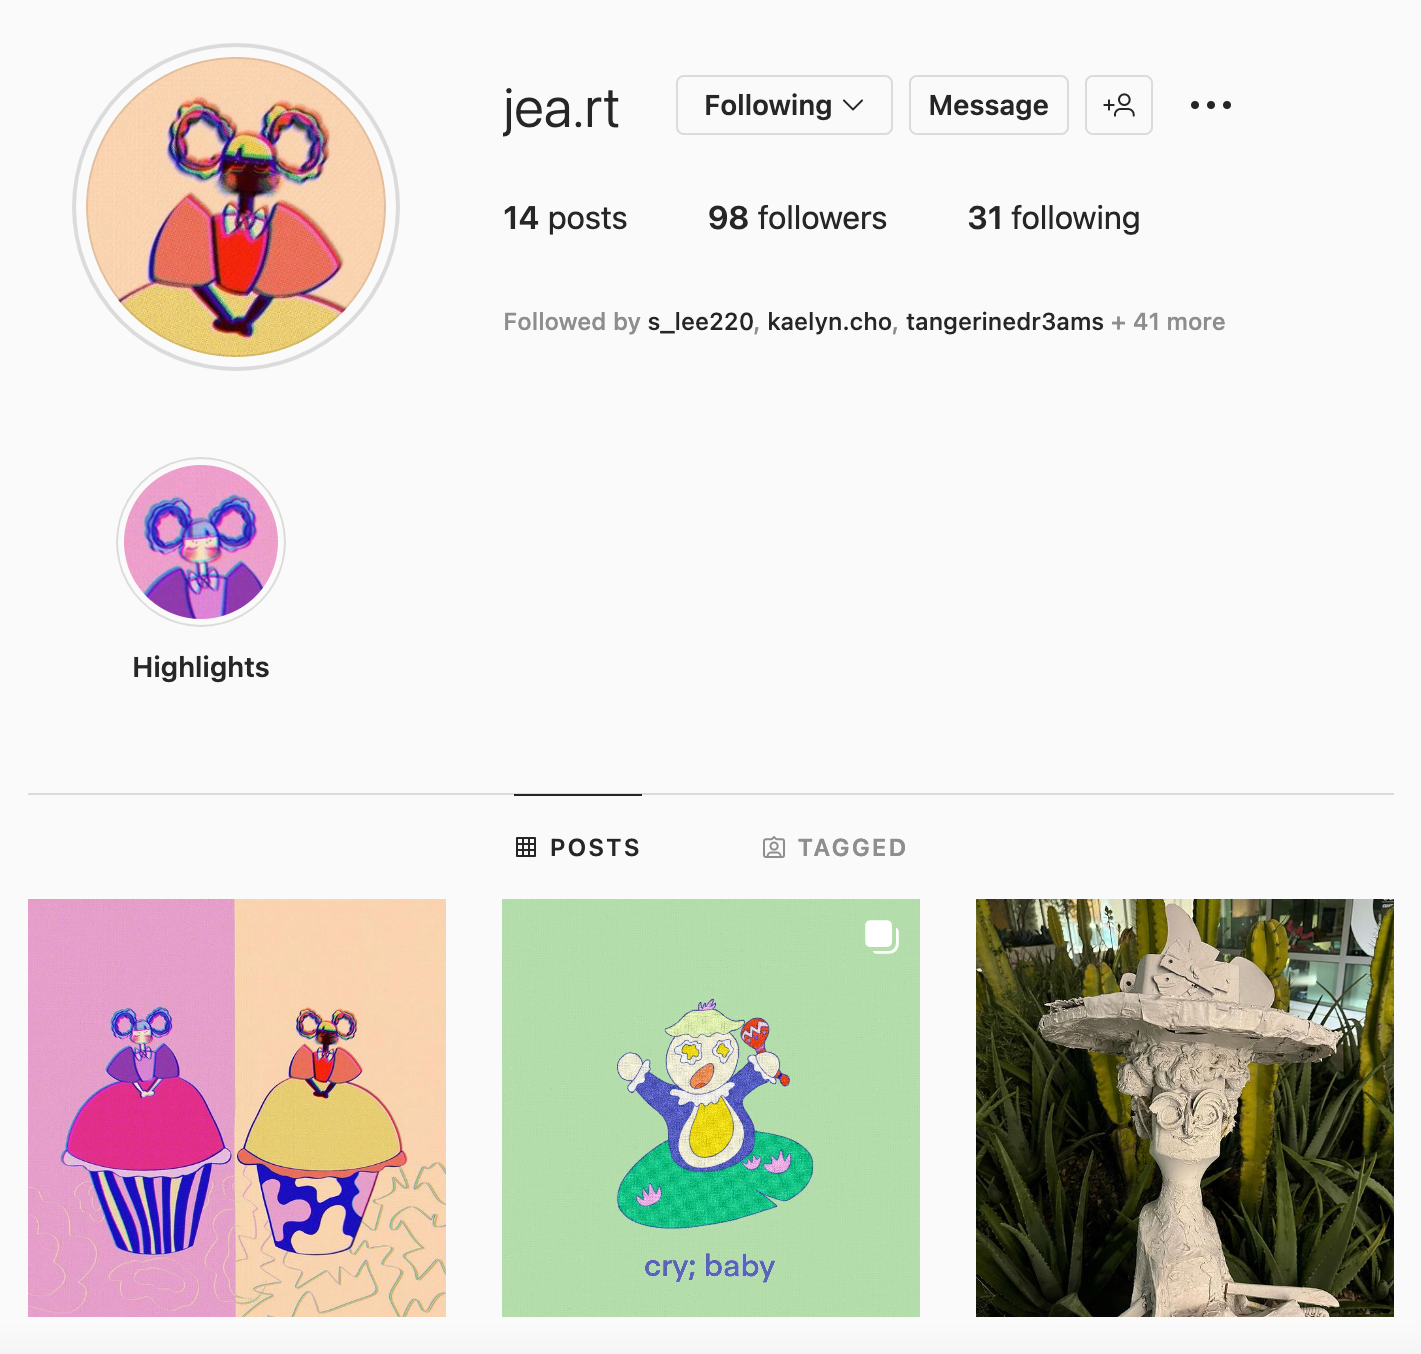 jea.rt
Following
Message
14 posts
98 followers
31 following
Followed by s_lee220, kaelyn.cho, tangerinedr3ams + 41 more
Highlights
POSTS
TAGGED
cry; baby